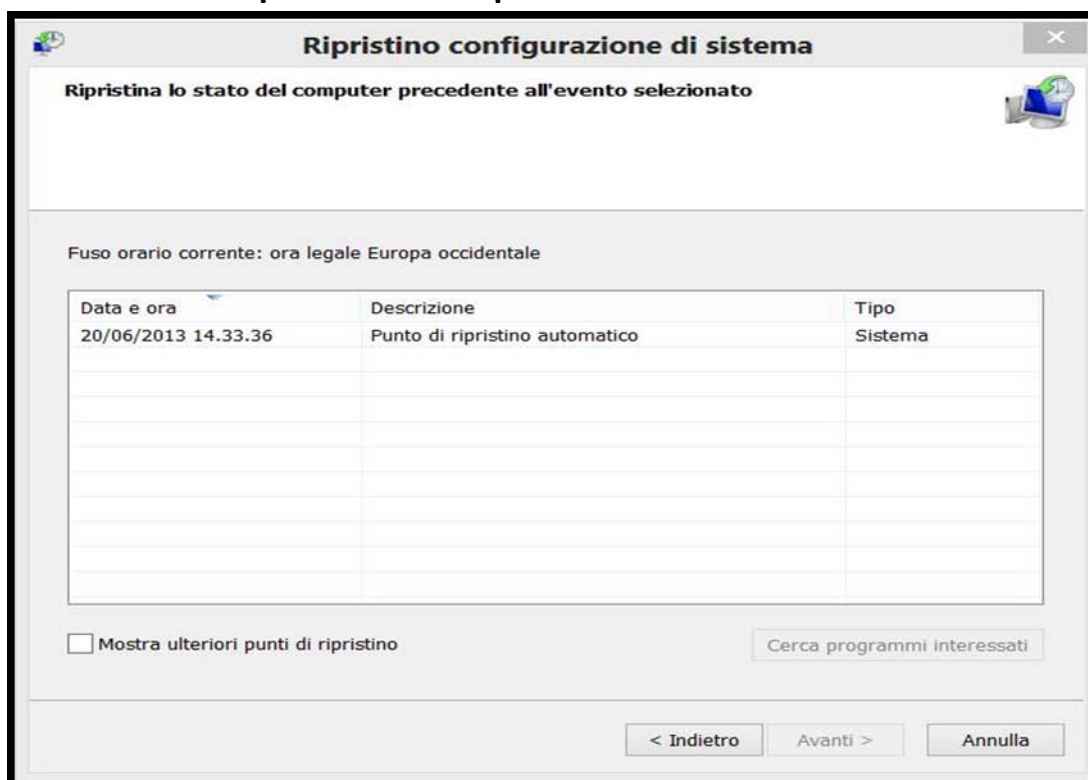 Ripristino configurazione di sistema
Ripristina lo stato del computer precedente all'evento selezionato
Fuso orario corrente: ora legale Europa occidentale
Data e ora Descrizione Tipo
20/06/2013 14.33.36 Punto di ripristino automatico Sistema
Mostra ulteriori punti di ripristino
Cerca programmi interessati
< Indietro Avanti > Annulla